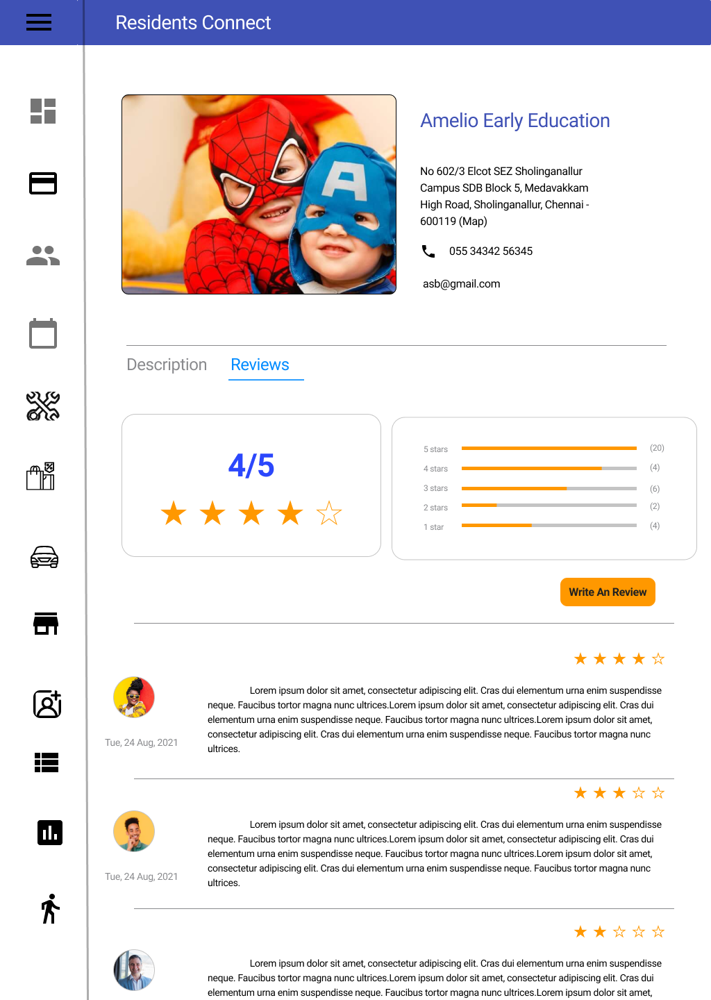 Residents Connect
A
Amelio Early Education
No 602/3 Elcot SEZ Sholinganallur
Campus SDB Block 5, Medavakkam
High Road, Sholinganallur, Chennai -
600119 (Map)
055 34342 56345
asb@gmail.com
Description Reviews
4/5
5 stars (20)
4 stars (4)
3 stars (6)
2 stars (2)
1 star (4)
Write An Review
Lorem ipsum dolor sit amet, consectetur adipiscing elit. Cras dui elementum urna enim suspendisse
neque. Faucibus tortor magna nunc ultrices.Lorem ipsum dolor sit amet, consectetur adipiscing elit. Cras dui
elementum urna enim suspendisse neque. Faucibus tortor magna nunc ultrices.Lorem ipsum dolor sit amet,
consectetur adipiscing elit. Cras dui elementum urna enim suspendisse neque. Faucibus tortor magna nunc
ultrices.
Tue, 24 Aug, 2021
Lorem ipsum dolor sit amet, consectetur adipiscing elit. Cras dui elementum urna enim suspendisse
neque. Faucibus tortor magna nunc ultrices.Lorem ipsum dolor sit amet, consectetur adipiscing elit. Cras dui
elementum urna enim suspendisse neque. Faucibus tortor magna nunc ultrices.Lorem ipsum dolor sit amet,
consectetur adipiscing elit. Cras dui elementum urna enim suspendisse neque. Faucibus tortor magna nunc
ultrices.
Tue, 24 Aug, 2021
Lorem ipsum dolor sit amet, consectetur adipiscing elit. Cras dui elementum urna enim suspendisse
neque. Faucibus tortor magna nunc ultrices.Lorem ipsum dolor sit amet, consectetur adipiscing elit. Cras dui
elementum urna enim suspendisse neque. Faucibus tortor magna nunc ultrices.Lorem ipsum dolor sit amet,